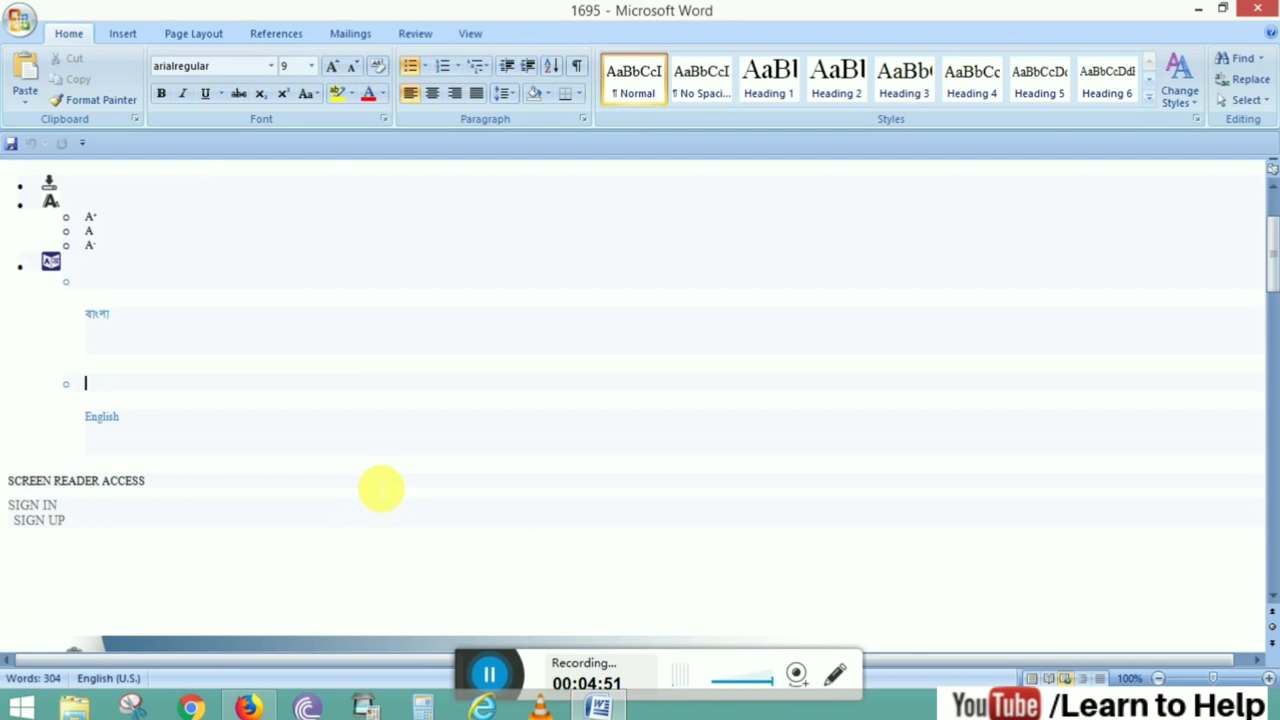 1695 - Microsoft Word
Home Insert Page Layout References Mailings Review View
Paste
Cut
Copy
Format Painter
Clipboard
arialregular 9
Font
Paragraph
AaBbCcI AaBbCcI AaBl AaBl AaBb( AaBbCc AaBbCcDc AaBbCcDdI
¶ Normal ¶ No Spaci... Heading 1 Heading 2 Heading 3 Heading 4 Heading 5 Heading 6
Change
Styles
Styles
Find
Replace
Select
Editing
A+
A
A-
বাংলা
English
SCREEN READER ACCESS
SIGN IN
SIGN UP
Recording...
00:04:51
Words: 304 English (U.S.) 100%
YouTube /Learn to Help